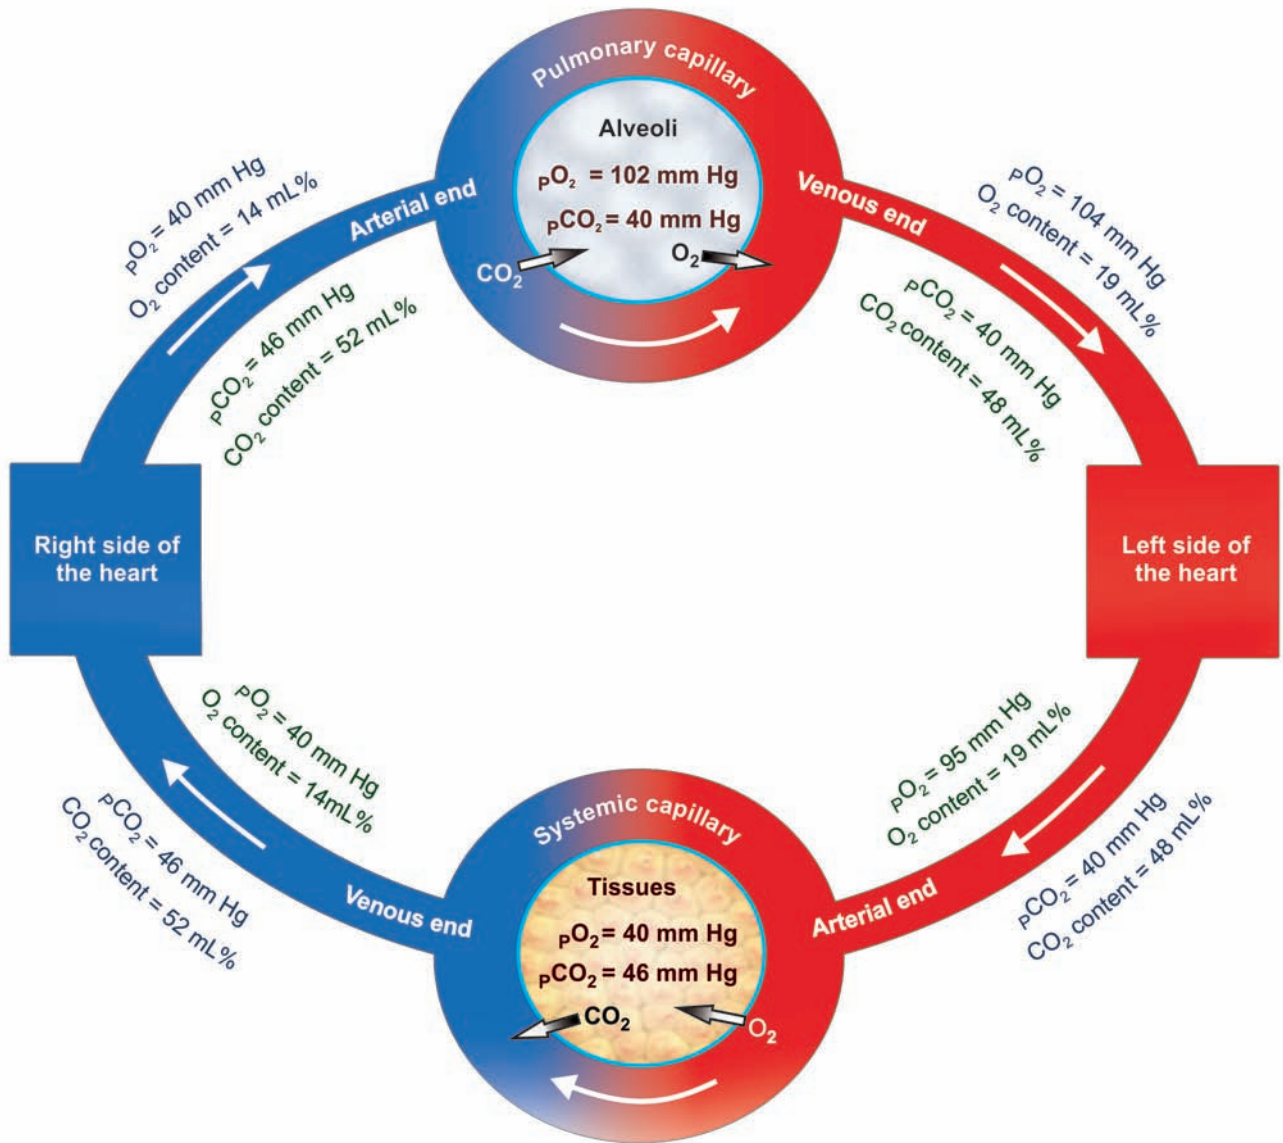 Pulmonary capillary
Alveoli
PO₂ = 102 mm Hg
PCO₂ = 40 mm Hg
CO₂
O₂
Arterial end
Venous end
PO₂ = 40 mm Hg
O₂ content = 14 mL%
PCO₂ = 46 mm Hg
CO₂ content = 52 mL%
PO₂ = 104 mm Hg
O₂ content = 19 mL%
PCO₂ = 40 mm Hg
CO₂ content = 48 mL%
Right side of
the heart
Left side of
the heart
PO₂ = 40 mm Hg
O₂ content = 14mL%
PCO₂ = 46 mm Hg
CO₂ content = 52 mL%
PO₂ = 95 mm Hg
O₂ content = 19 mL%
PCO₂ = 40 mm Hg
CO₂ content = 48 mL%
Venous end
Arterial end
Systemic capillary
Tissues
PO₂ = 40 mm Hg
PCO₂ = 46 mm Hg
CO₂
O₂